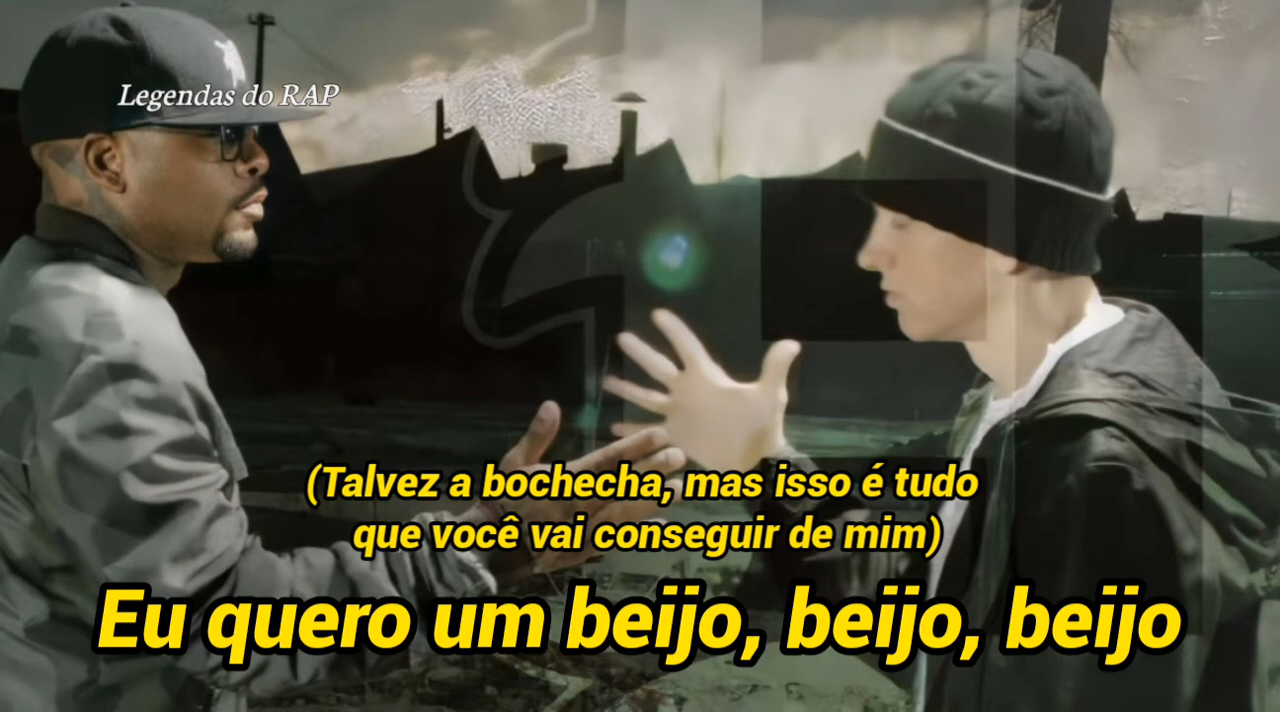 Legendas do RAP
(Talvez a bochecha, mas isso é tudo
que você vai conseguir de mim)
Eu quero um beijo, beijo, beijo